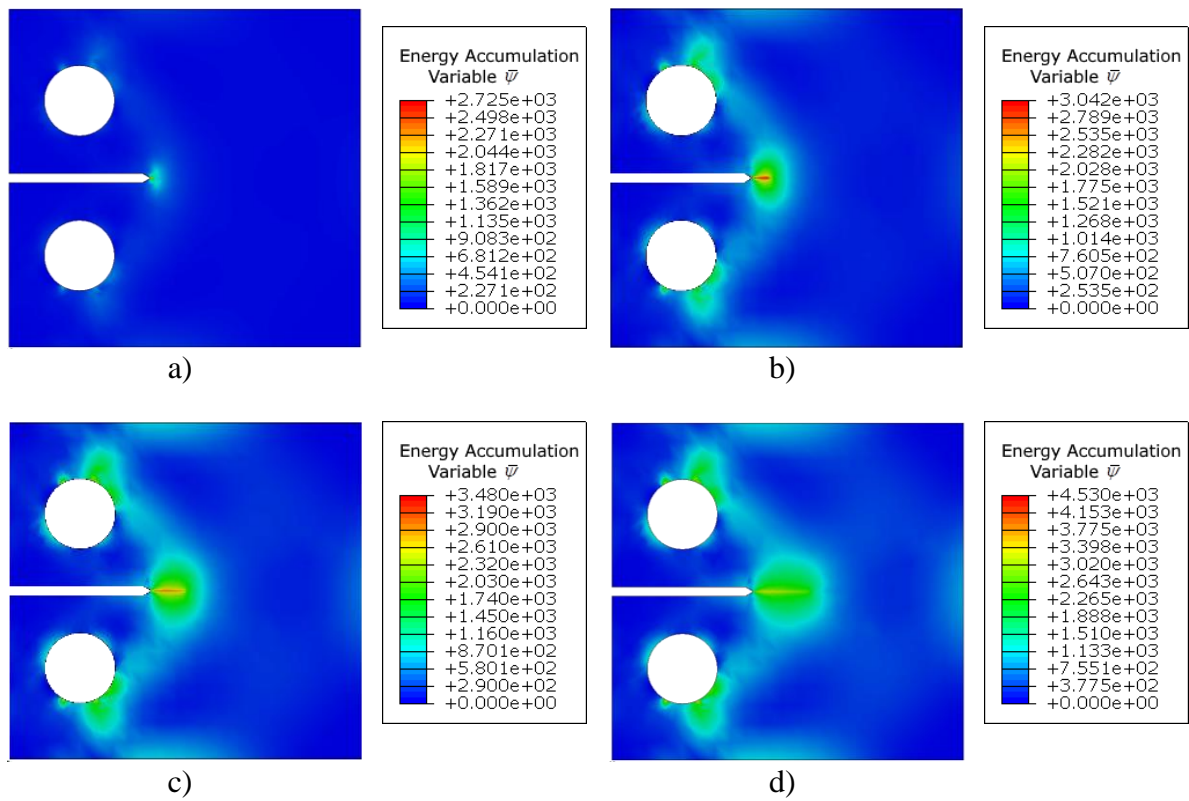 Energy Accumulation
Variable ψ̅
+2.725e+03
+2.498e+03
+2.271e+03
+2.044e+03
+1.817e+03
+1.589e+03
+1.362e+03
+1.135e+03
+9.083e+02
+6.812e+02
+4.541e+02
+2.271e+02
+0.000e+00
a)
Energy Accumulation
Variable ψ̅
+3.042e+03
+2.789e+03
+2.535e+03
+2.282e+03
+2.028e+03
+1.775e+03
+1.521e+03
+1.268e+03
+1.014e+03
+7.605e+02
+5.070e+02
+2.535e+02
+0.000e+00
b)
Energy Accumulation
Variable ψ̅
+3.480e+03
+3.190e+03
+2.900e+03
+2.610e+03
+2.320e+03
+2.030e+03
+1.740e+03
+1.450e+03
+1.160e+03
+8.701e+02
+5.801e+02
+2.900e+02
+0.000e+00
c)
Energy Accumulation
Variable ψ̅
+4.530e+03
+4.153e+03
+3.775e+03
+3.398e+03
+3.020e+03
+2.643e+03
+2.265e+03
+1.888e+03
+1.510e+03
+1.133e+03
+7.551e+02
+3.775e+02
+0.000e+00
d)